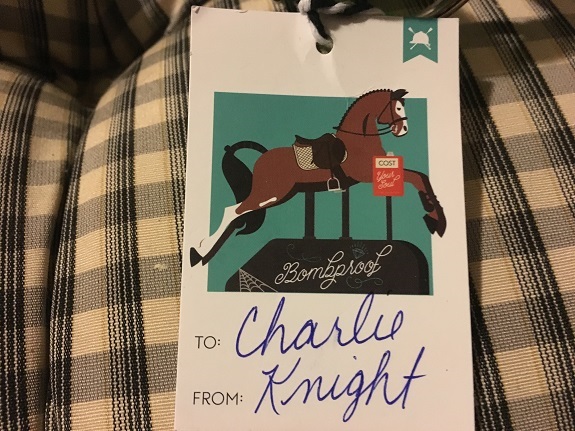 COST
Your Soul
Bombproof
TO: Charlie
FROM: Knight